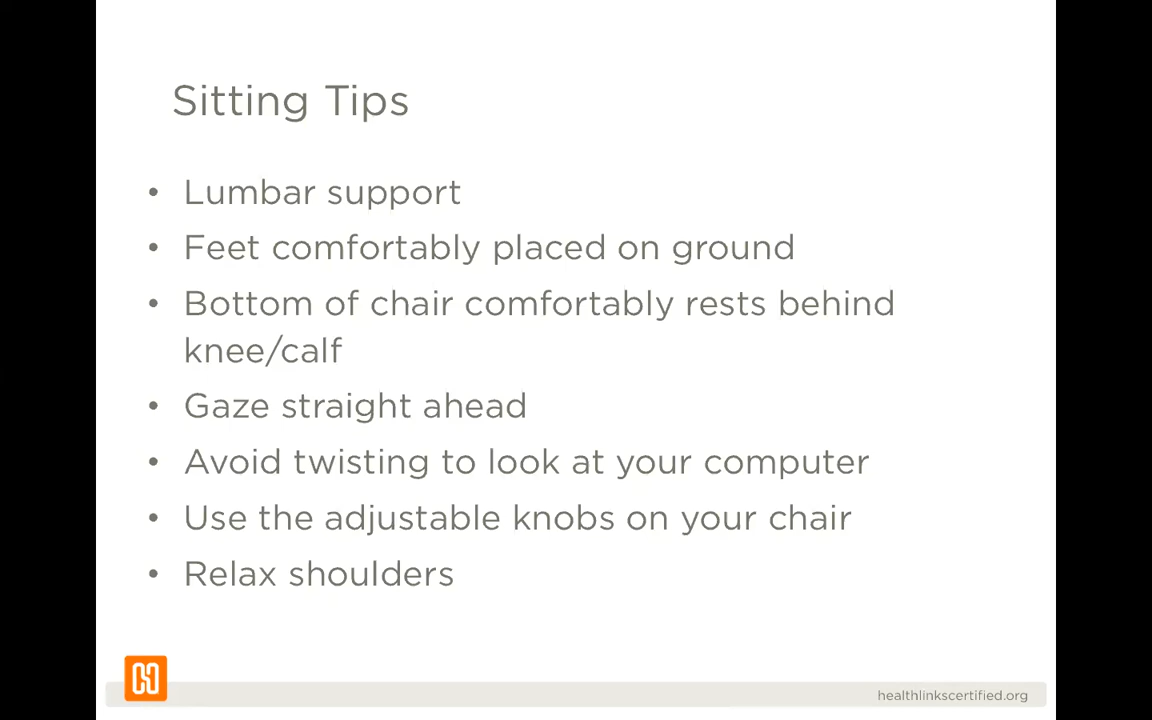 Sitting Tips
• Lumbar support
• Feet comfortably placed on ground
• Bottom of chair comfortably rests behind
knee/calf
• Gaze straight ahead
• Avoid twisting to look at your computer
• Use the adjustable knobs on your chair
• Relax shoulders
healthlinkscertified.org